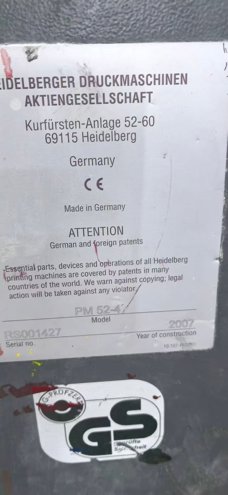 HEIDELBERGER DRUCKMASCHINEN
AKTIENGESELLSCHAFT
Kurfürsten-Anlage 52-60
69115 Heidelberg
Germany
CE
Made in Germany
ATTENTION
German and foreign patents
Essential parts, devices and operations of all Heidelberg
printing machines are covered by patents in many
countries of the world. We warn against copying; legal
action will be taken against any violator.
PM 52-4
Model
RS001427 2007
Serial no. Year of construction
GS
geprüfte
Sicherheit